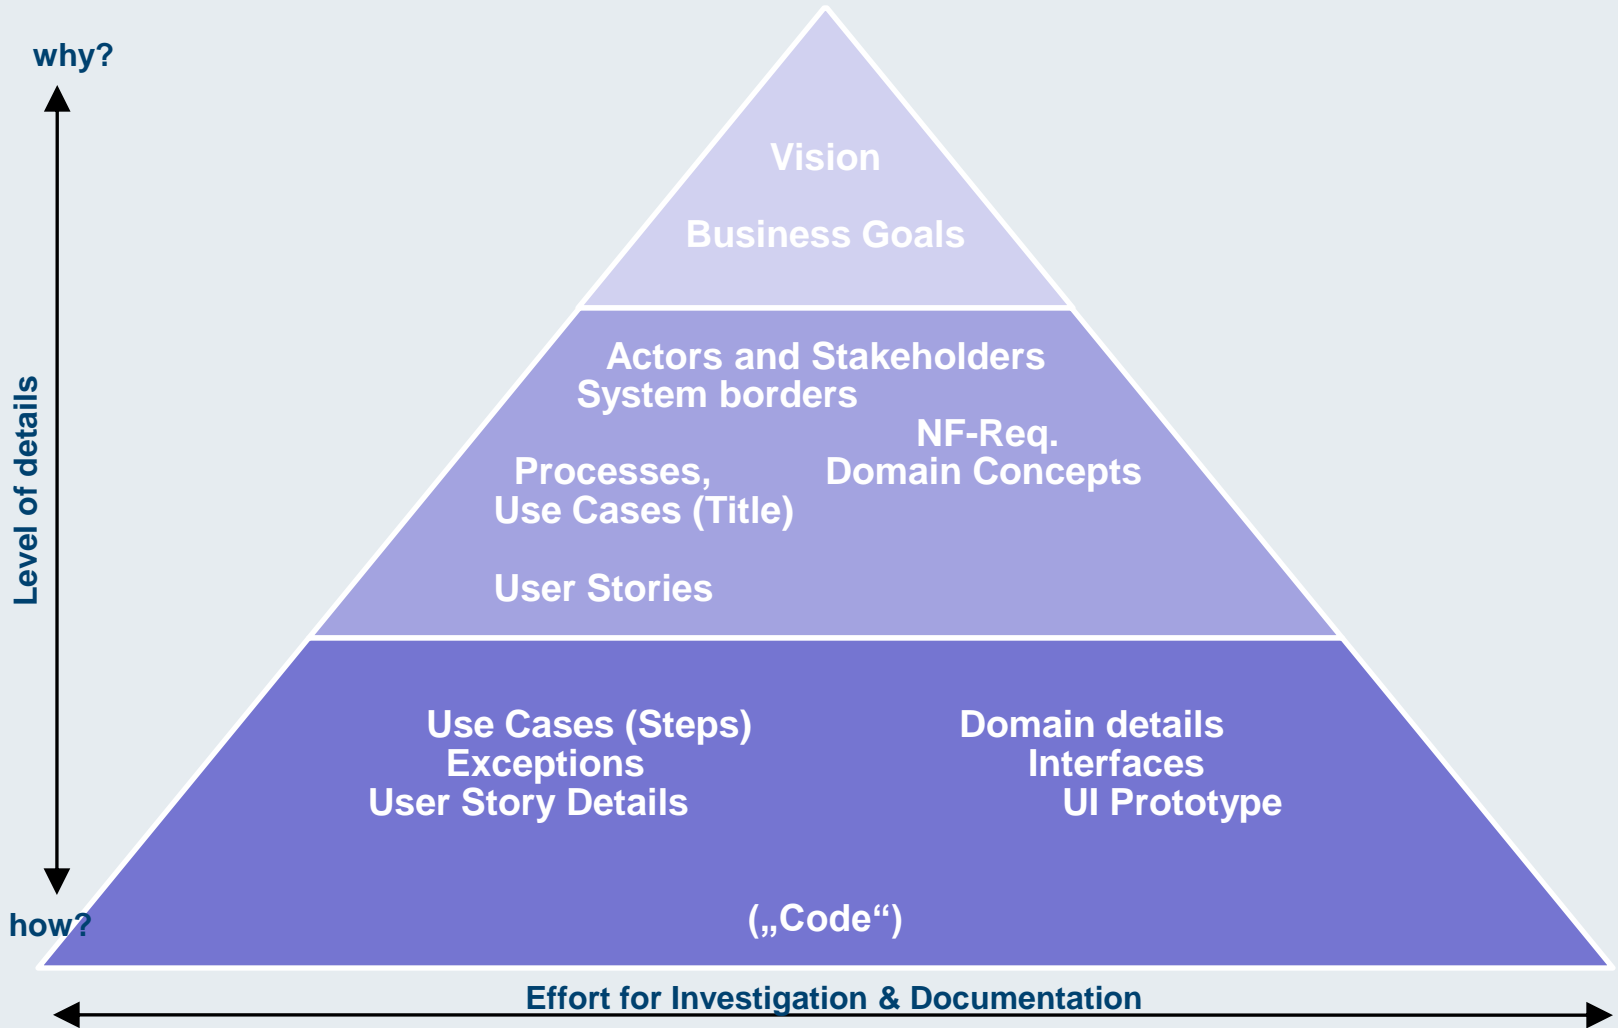 why?
Vision
Business Goals
Actors and Stakeholders
System borders
NF-Req.
Processes,
Domain Concepts
Use Cases (Title)
User Stories
Level of details
Use Cases (Steps)
Domain details
Exceptions
Interfaces
User Story Details
UI Prototype
(„Code“)
how?
Effort for Investigation & Documentation